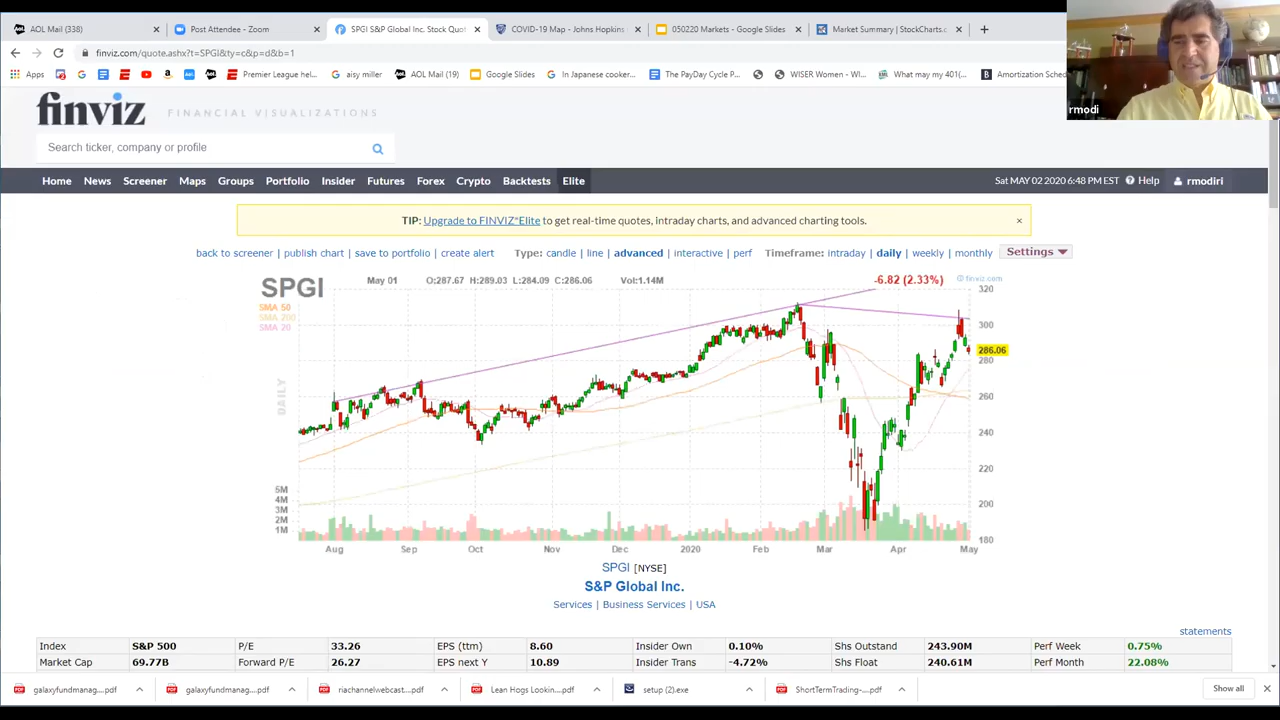 AOL Mail (338)
Post Attendee - Zoom
SPGI S&P Global Inc. Stock Quot
COVID-19 Map - Johns Hopkins
050220 Markets - Google Slides
Market Summary | StockCharts.c
finviz.com/quote.ashx?t=SPGI&ty=c&p=d&b=1
Apps
Premier League he...
aisy miller
AOL Mail (19)
Google Slides
In Japanese cooker...
The PayDay Cycle P...
WISER Women - WI...
What may my 401(...
Amortization Sched
rmodi
finviz
FINANCIAL VISUALIZATIONS
Search ticker, company or profile
Home News Screener Maps Groups Portfolio Insider Futures Forex Crypto Backtests Elite
Sat MAY 02 2020 6:48 PM EST Help rmodiri
TIP: Upgrade to FINVIZ*Elite to get real-time quotes, intraday charts, and advanced charting tools. ×
back to screener | publish chart | save to portfolio | create alert
Type: candle | line | advanced | interactive | perf
Timeframe: intraday | daily | weekly | monthly
Settings
SPGI
May 01 O:287.67 H:289.03 L:284.09 C:286.06 Vol:1.14M
-6.82 (2.33%)
© finviz.com
SMA 50
SMA 200
SMA 20
DAILY
320
300
286.06
280
260
240
220
200
180
5M
4M
3M
2M
1M
Aug Sep Oct Nov Dec 2020 Feb Mar Apr May
SPGI [NYSE]
S&P Global Inc.
Services | Business Services | USA
statements
Index S&P 500 P/E 33.26 EPS (ttm) 8.60 Insider Own 0.10% Shs Outstand 243.90M Perf Week 0.75%
Market Cap 69.77B Forward P/E 26.27 EPS next Y 10.89 Insider Trans -4.72% Shs Float 240.61M Perf Month 22.08%
galaxyfundmanag....pdf
galaxyfundmanag....pdf
riachannelwebcast....pdf
Lean Hogs Lookin....pdf
setup (2).exe
ShortTermTrading-....pdf
Show all